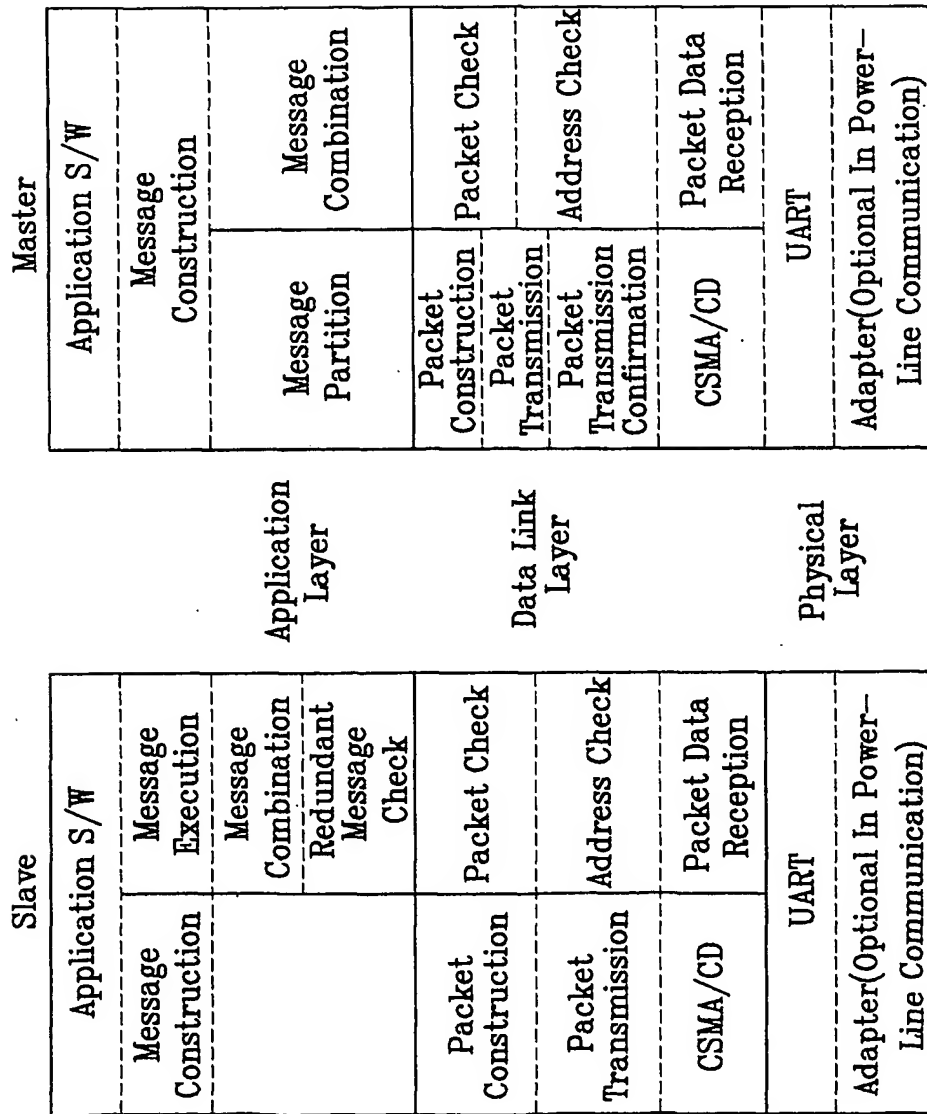 Slave
Application S/W
Message
Construction
Message
Execution
Message
Combination
Redundant
Message
Check
Packet
Construction
Packet Check
Packet
Transmission
Address Check
CSMA/CD
Packet Data
Reception
UART
Adapter(Optional In Power-
Line Communication)
Application
Layer
Data Link
Layer
Physical
Layer
Master
Application S/W
Message
Construction
Message
Partition
Message
Combination
Packet
Construction
Packet
Transmission
Packet
Transmission
Confirmation
Packet Check
Address Check
CSMA/CD
Packet Data
Reception
UART
Adapter(Optional In Power-
Line Communication)